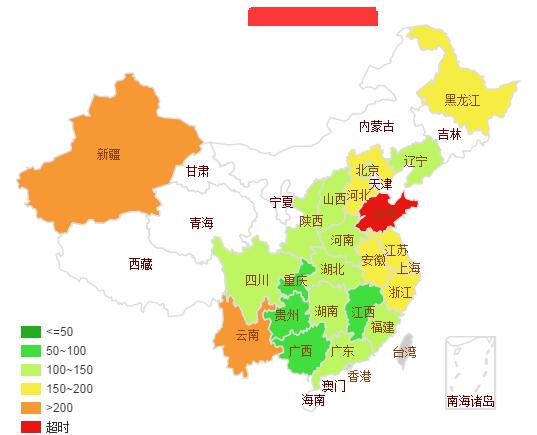 黑龙江
内蒙古
吉林
新疆
辽宁
北京
甘肃
天津
宁夏
山西
河北
青海
陕西
河南
江苏
西藏
安徽
上海
湖北
四川
重庆
浙江
湖南
江西
贵州
福建
云南
广西
广东
台湾
香港
澳门
海南
南海诸岛
<=50
50~100
100~150
150~200
>200
超时